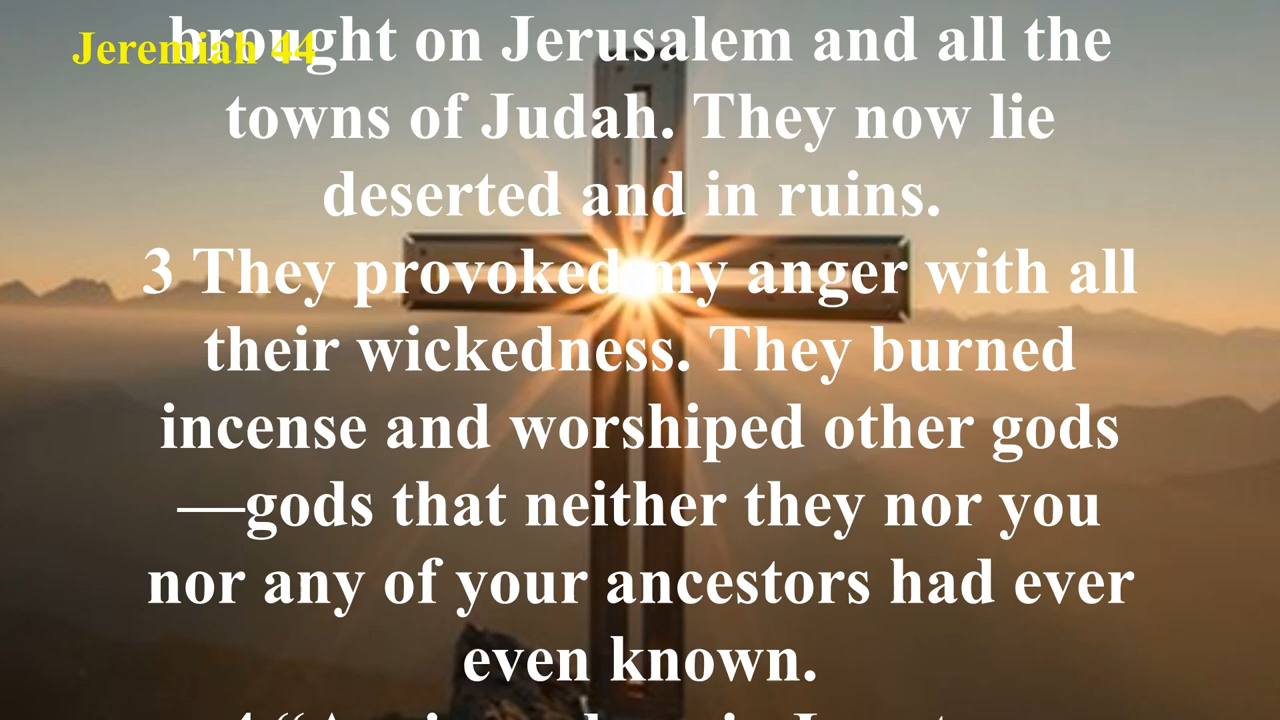 Jeremiah 44
brought on Jerusalem and all the
towns of Judah. They now lie
deserted and in ruins.
3 They provoked my anger with all
their wickedness. They burned
incense and worshiped other gods
—gods that neither they nor you
nor any of your ancestors had ever
even known.